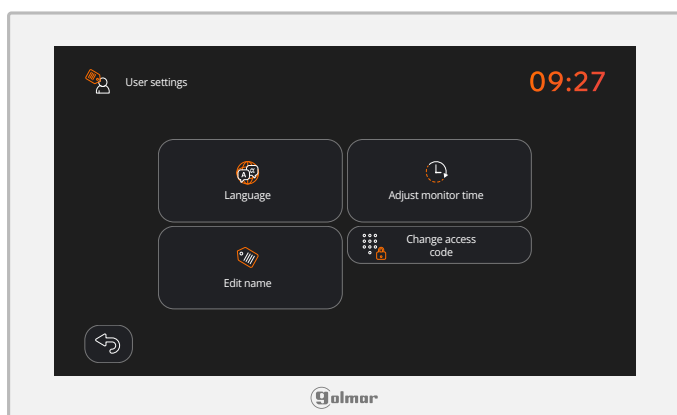 User settings
09:27
Language
Adjust monitor time
Change access
code
Edit name
golmar